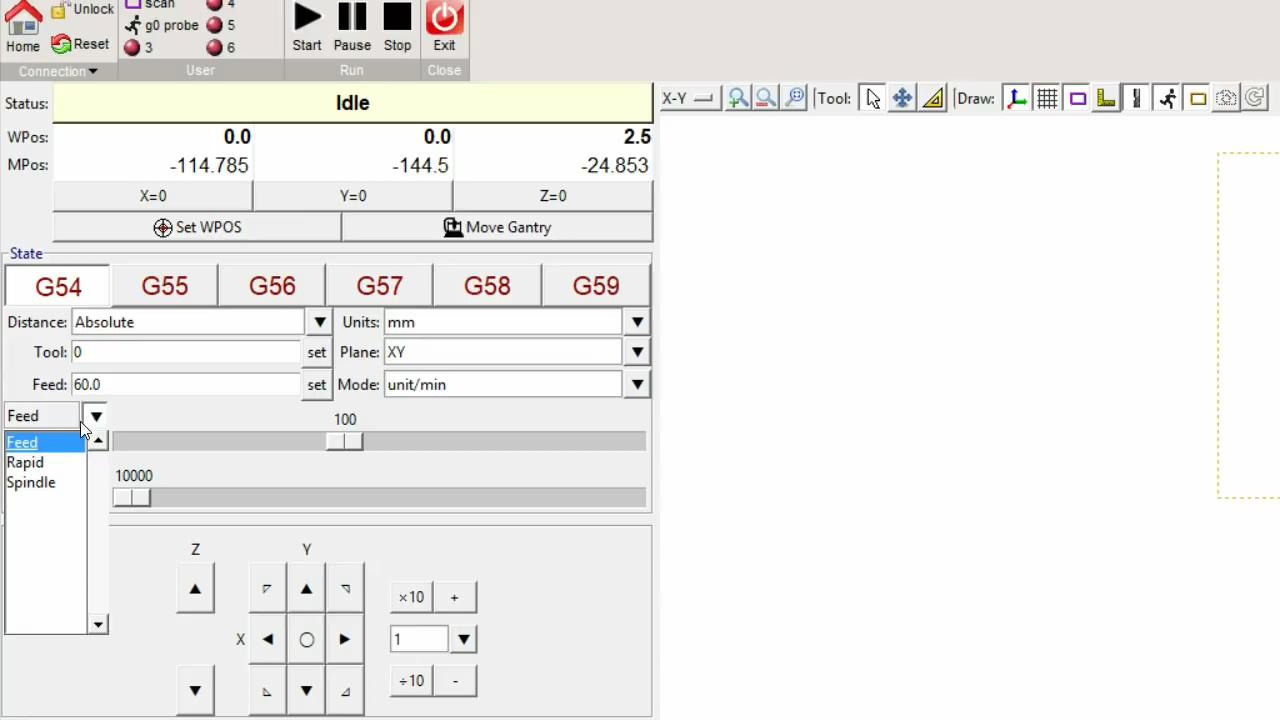 scan 4
Unlock
Home Reset g0 probe 5 Start Pause Stop Exit
3 6
Connection User Run Close
Status: Idle
X-Y Tool: Draw:
WPos: 0.0 0.0 2.5
MPos: -114.785 -144.5 -24.853
X=0 Y=0 Z=0
Set WPOS Move Gantry
State
G54 G55 G56 G57 G58 G59
Distance: Absolute Units: mm
Tool: 0 set Plane: XY
Feed: 60.0 set Mode: unit/min
Feed 100
Feed
Rapid
Spindle 10000
Z Y
×10 +
X 1
÷10 -